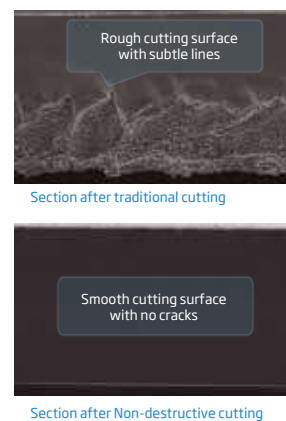 Rough cutting surface
with subtle lines
Section after traditional cutting
Smooth cutting surface
with no cracks
Section after Non-destructive cutting